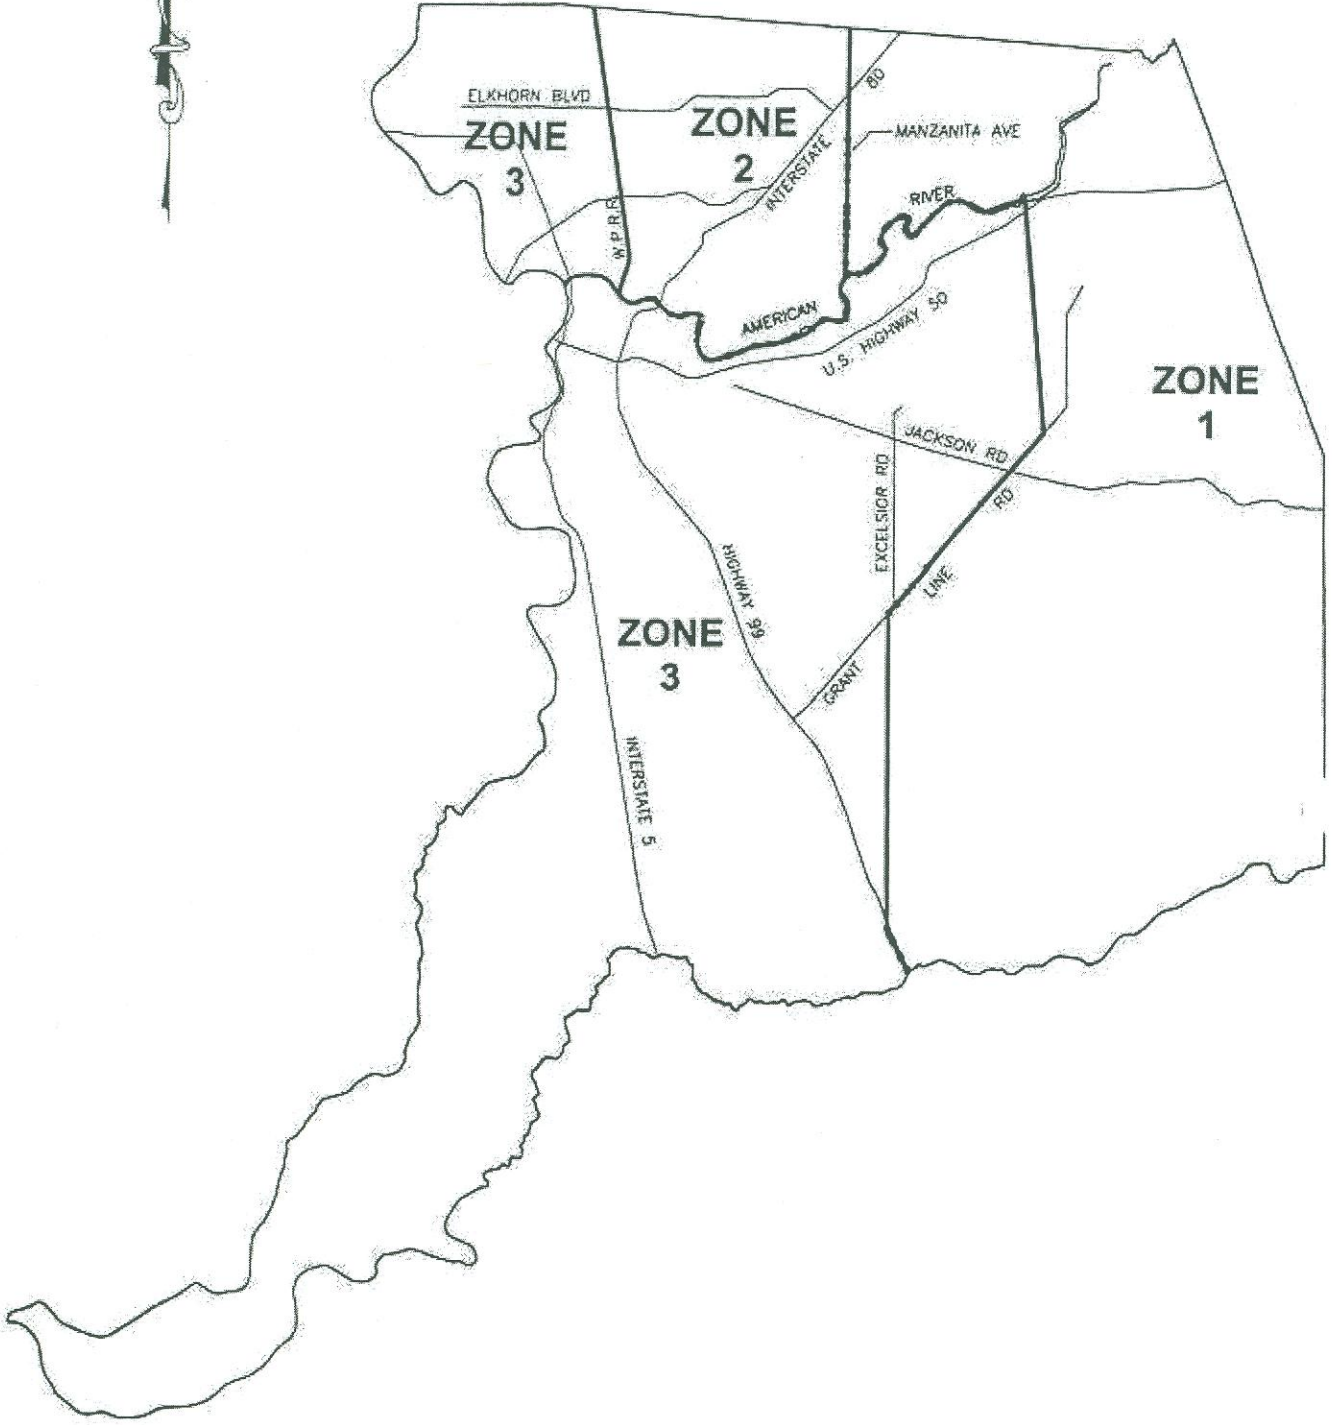 ELKHORN BLVD
ZONE
3
ZONE
2
INTERSTATE
80
MANZANITA AVE
RIVER
W.P.R.R.
AMERICAN
U.S. HIGHWAY 50
ZONE
1
JACKSON RD
EXCELSIOR RD
RD
LINE
GRANT
HIGHWAY 99
ZONE
3
INTERSTATE 5